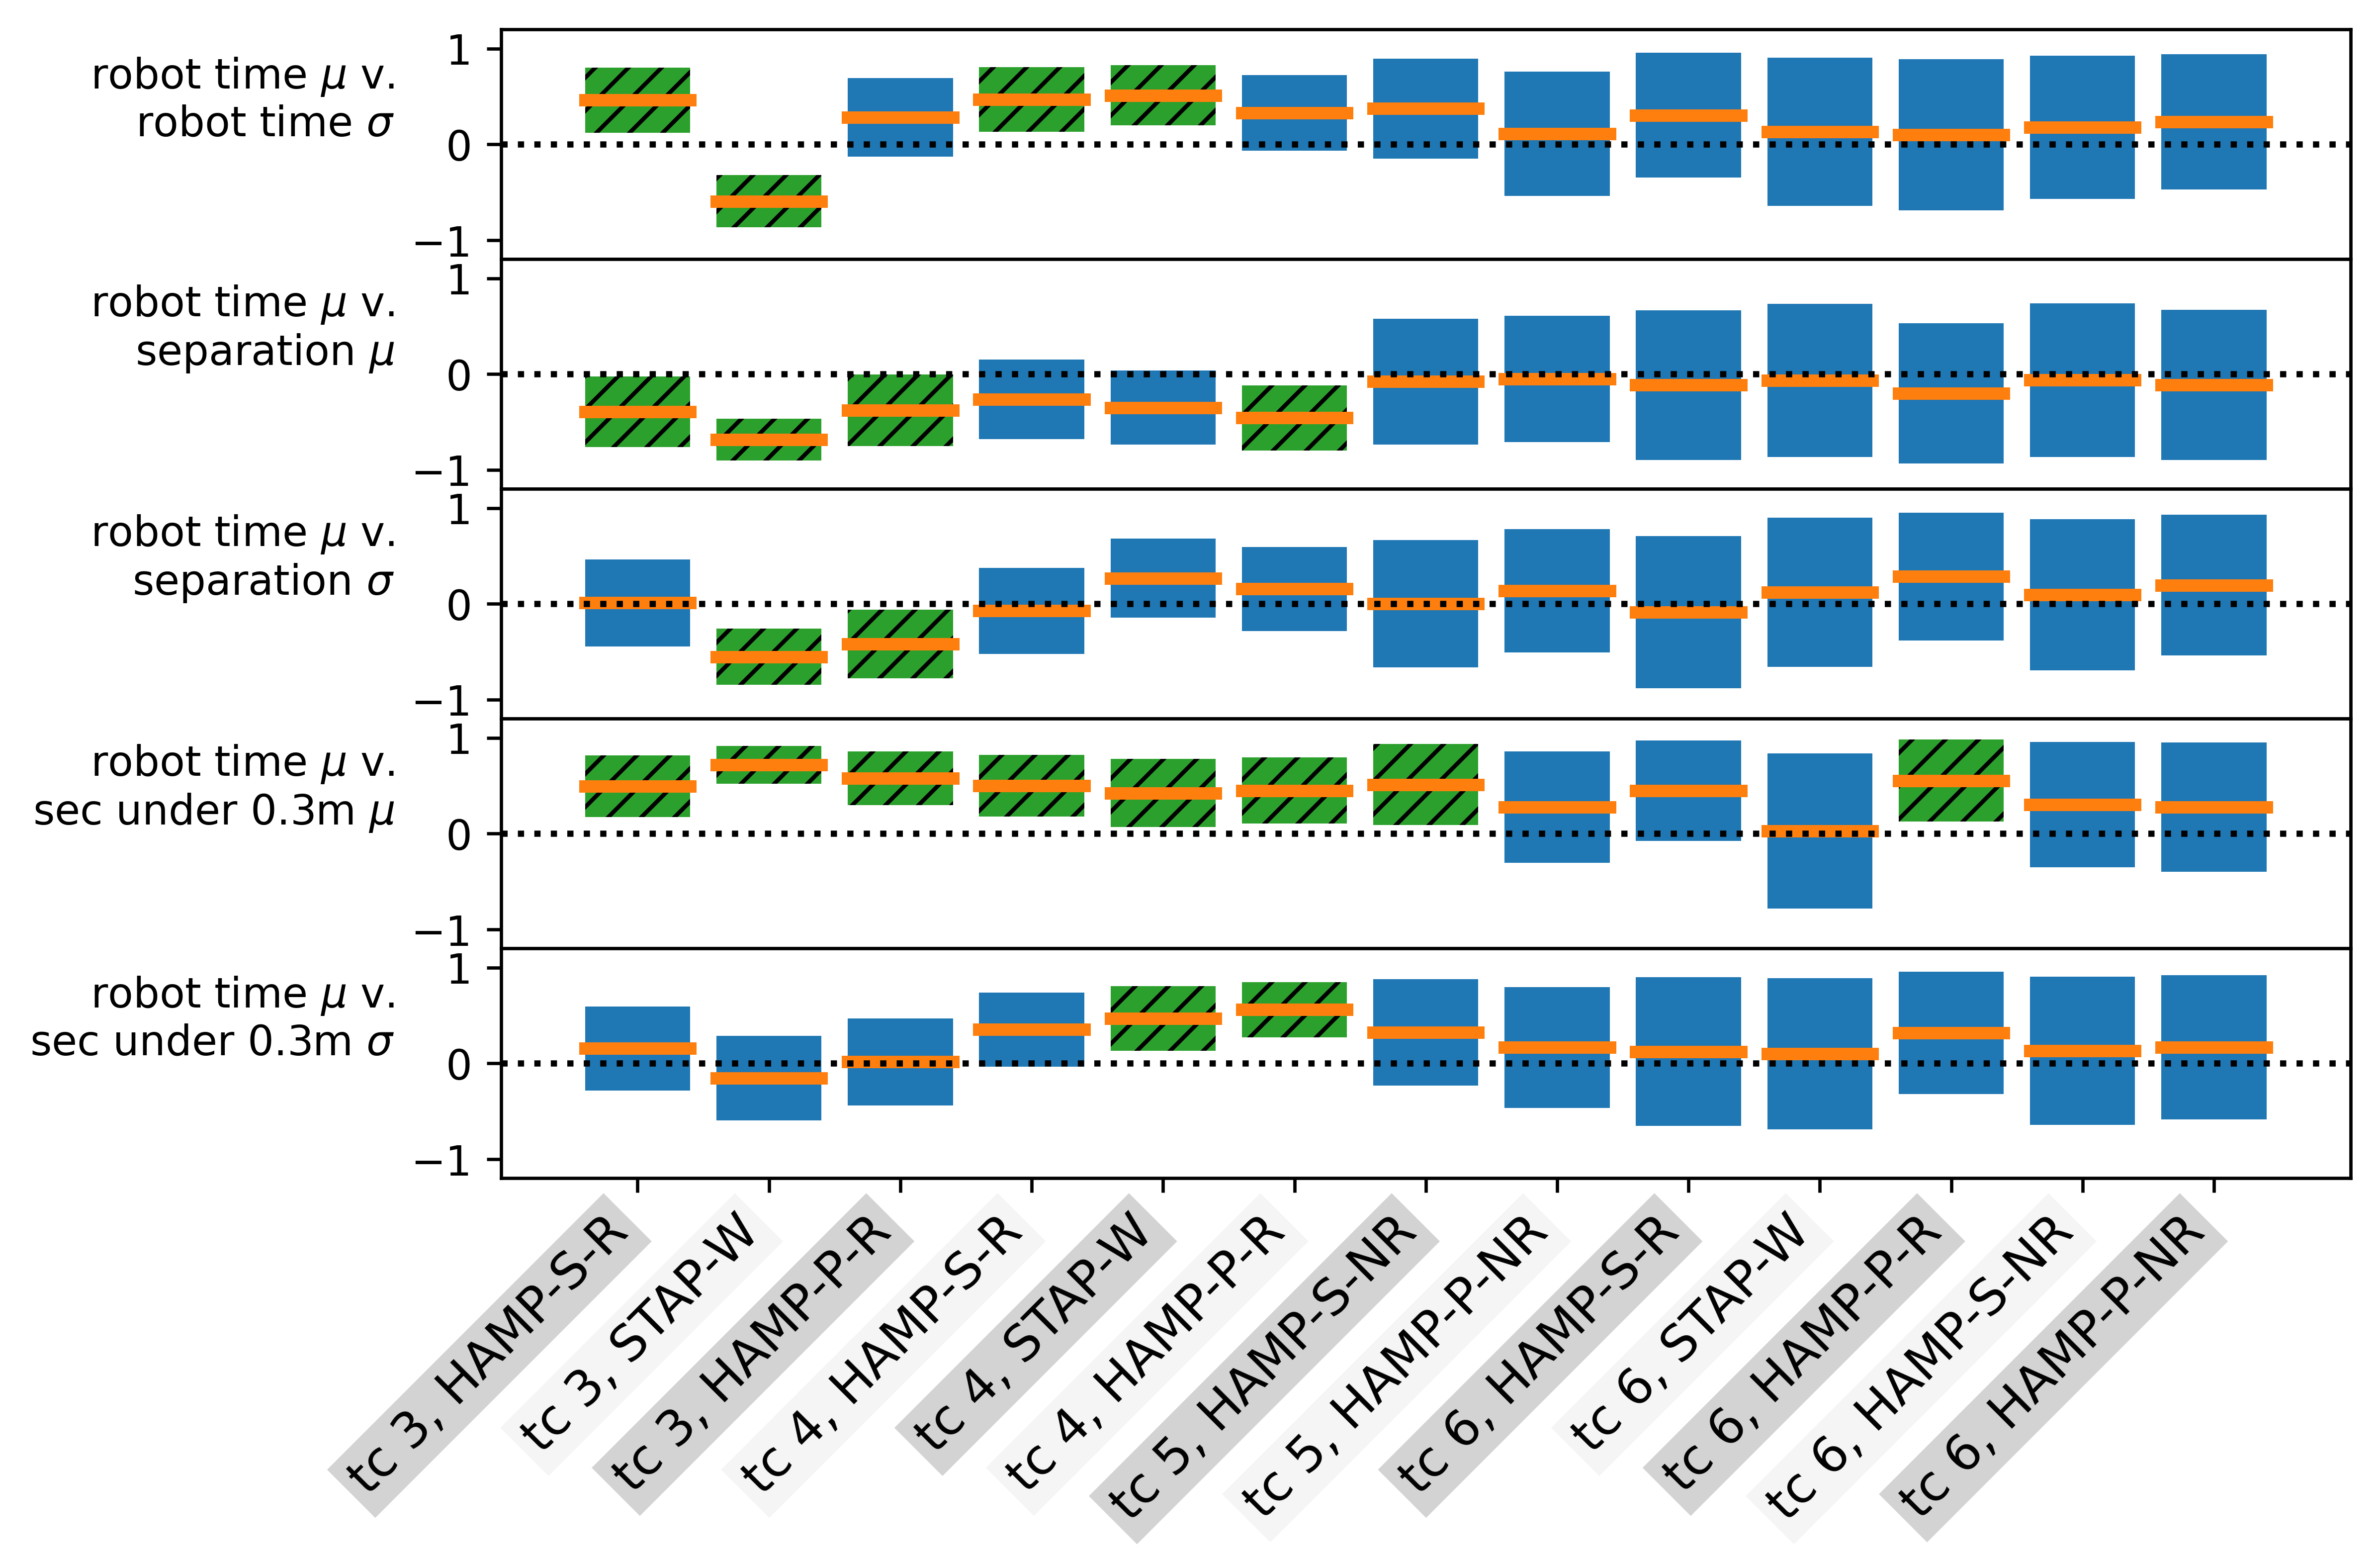 robot time μ v.
robot time σ
1
0
−1
robot time μ v.
separation μ
1
0
−1
robot time μ v.
separation σ
1
0
−1
robot time μ v.
sec under 0.3m μ
1
0
−1
robot time μ v.
sec under 0.3m σ
1
0
−1
tc 3, HAMP-S-R
tc 3, STAP-W
tc 3, HAMP-P-R
tc 4, HAMP-S-R
tc 4, STAP-W
tc 4, HAMP-P-R
tc 5, HAMP-S-NR
tc 5, HAMP-P-NR
tc 6, HAMP-S-R
tc 6, STAP-W
tc 6, HAMP-P-R
tc 6, HAMP-S-NR
tc 6, HAMP-P-NR